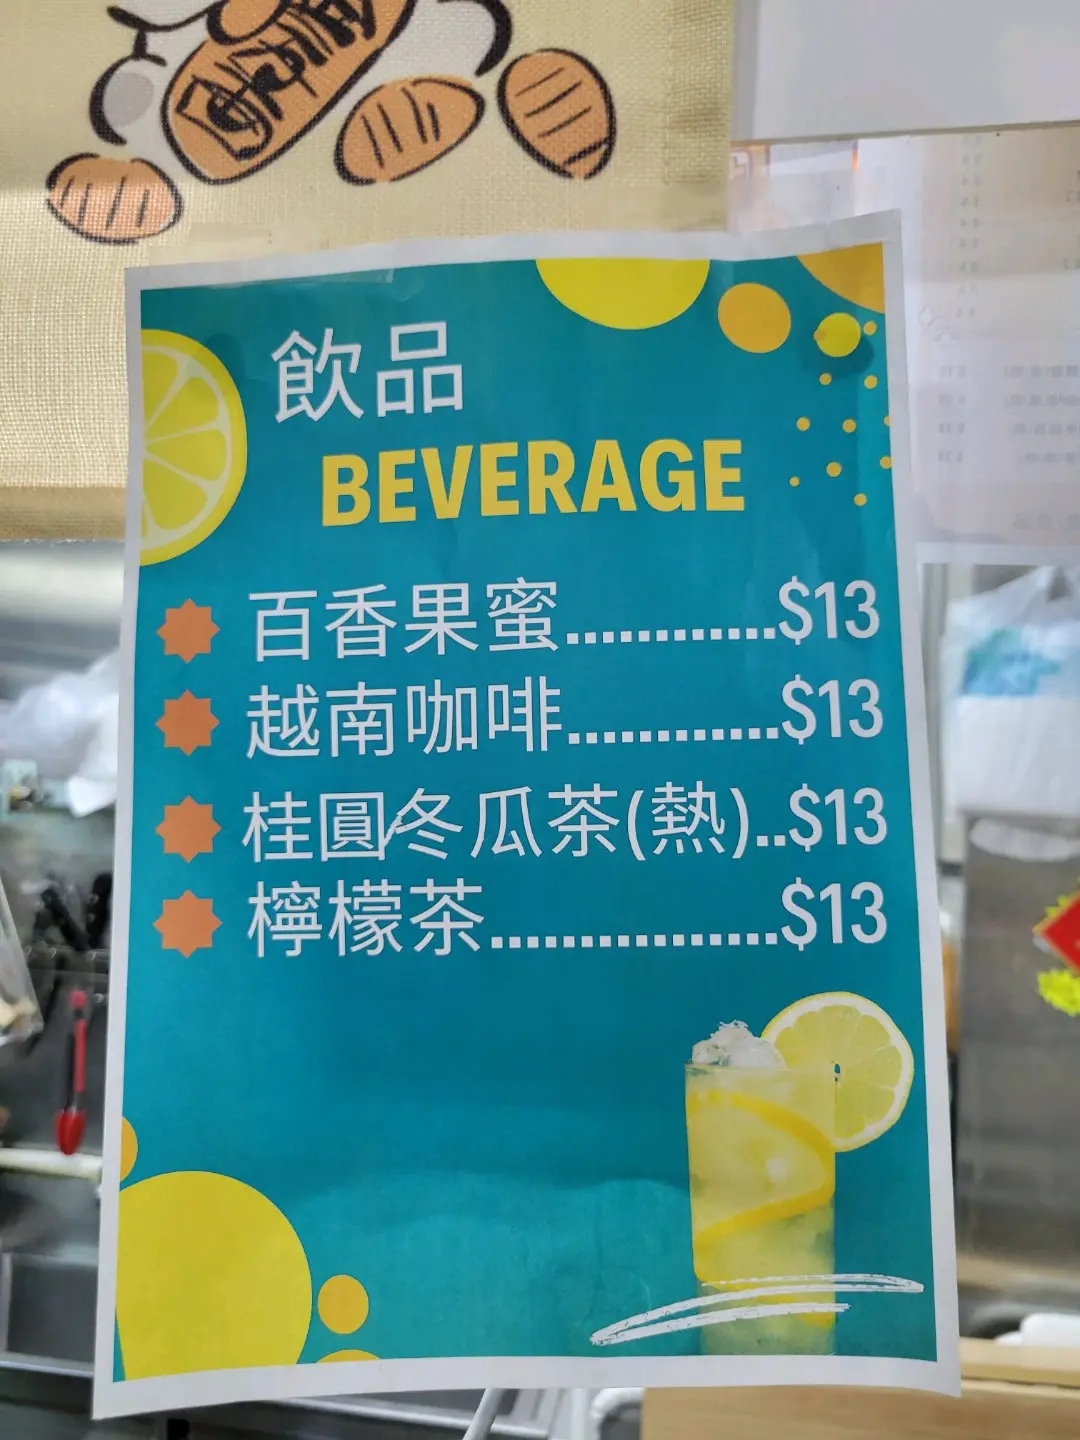 飲品
BEVERAGE
百香果蜜............$13
越南咖啡............$13
桂圓冬瓜茶(熱)..$13
檸檬茶................$13